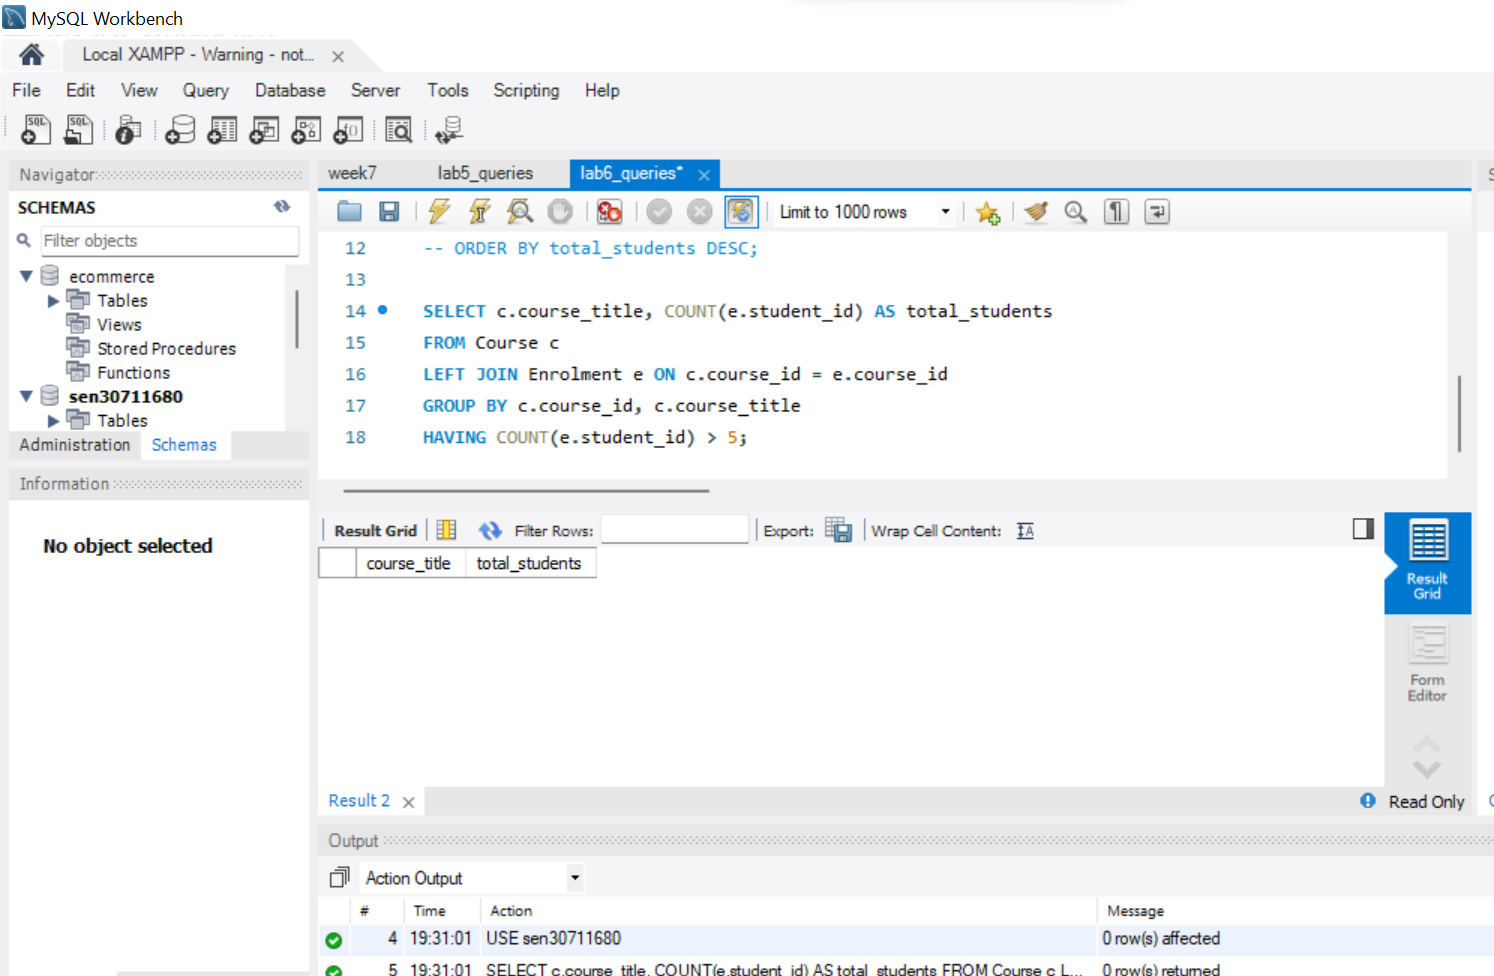 MySQL Workbench
Local XAMPP - Warning - not...
File Edit View Query Database Server Tools Scripting Help
Navigator
week7 lab5_queries lab6_queries*
SCHEMAS
Limit to 1000 rows
Filter objects
ecommerce
Tables
Views
Stored Procedures
Functions
sen30711680
Tables
Administration Schemas
Information
No object selected
12 -- ORDER BY total_students DESC;
13
14 SELECT c.course_title, COUNT(e.student_id) AS total_students
15 FROM Course c
16 LEFT JOIN Enrolment e ON c.course_id = e.course_id
17 GROUP BY c.course_id, c.course_title
18 HAVING COUNT(e.student_id) > 5;
Result Grid Filter Rows: Export: Wrap Cell Content:
course_title total_students
Result
Grid
Form
Editor
Result 2 Read Only
Output
Action Output
# Time Action Message
4 19:31:01 USE sen30711680 0 row(s) affected
5 19:31:01 SELECT c.course_title, COUNT(e.student_id) AS total_students FROM Course c L... 0 row(s) returned